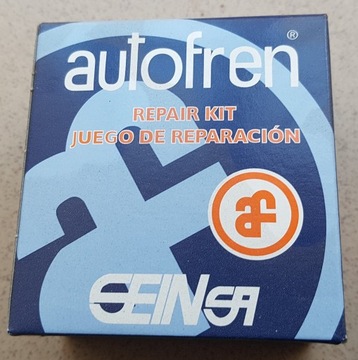 autofren®
REPAIR KIT
JUEGO DE REPARACIÓN
af
SEINSA